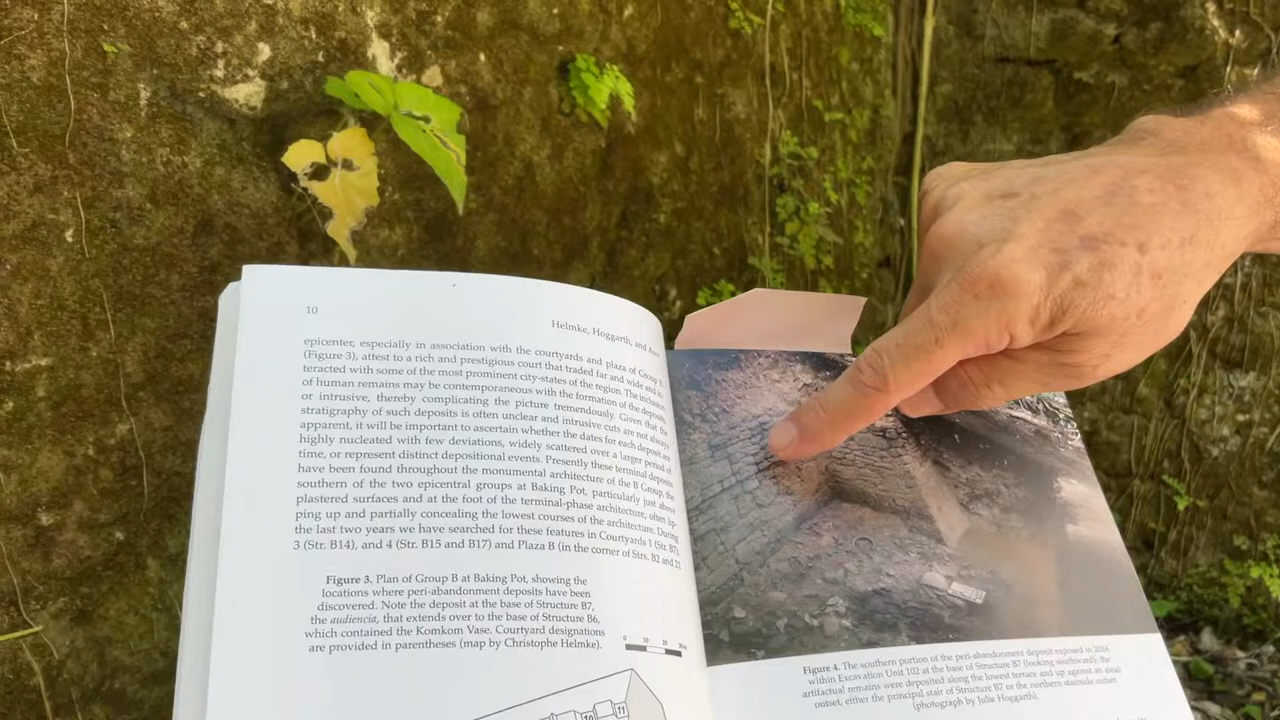 10
Helmke, Hoggarth, and
epicenter, especially in association with the courtyards and plaza of Group B
(Figure 3), attest to a rich and prestigious court that traded far and wide and in-
teracted with some of the most prominent city-states of the region. The inclusion
of human remains may be contemporaneous with the formation of the deposits
or intrusive, thereby complicating the picture tremendously. Given that the
stratigraphy of such deposits is often unclear and intrusive cuts are not always
apparent, it will be important to ascertain whether the dates for each deposit are
highly nucleated with few deviations, widely scattered over a larger period of
time, or represent distinct depositional events. Presently these terminal deposits
have been found throughout the monumental architecture of the B Group, the
southern of the two epicentral groups at Baking Pot, particularly just above
plastered surfaces and at the foot of the terminal-phase architecture, often lip-
ping up and partially concealing the lowest courses of the architecture. During
the last two years we have searched for these features in Courtyards 1 (Str. B7),
3 (Str. B14), and 4 (Str. B15 and B17) and Plaza B (in the corner of Strs. B2 and 21
Figure 3. Plan of Group B at Baking Pot, showing the
locations where peri-abandonment deposits have been
discovered. Note the deposit at the base of Structure B7,
the audiencia, that extends over to the base of Structure B6,
which contained the Komkom Vase. Courtyard designations
are provided in parentheses (map by Christophe Helmke).
0 10 20
10 11
Figure 4. The southern portion of the peri-abandonment deposit exposed in 2016
within Excavation Unit 102 at the base of Structure B7 (looking southward); the
artifactual remains were deposited along the lowest terrace and up against an axial
outset, either the principal stair of Structure B7 or the northern stairside outset
(photograph by Julie Hoggarth).